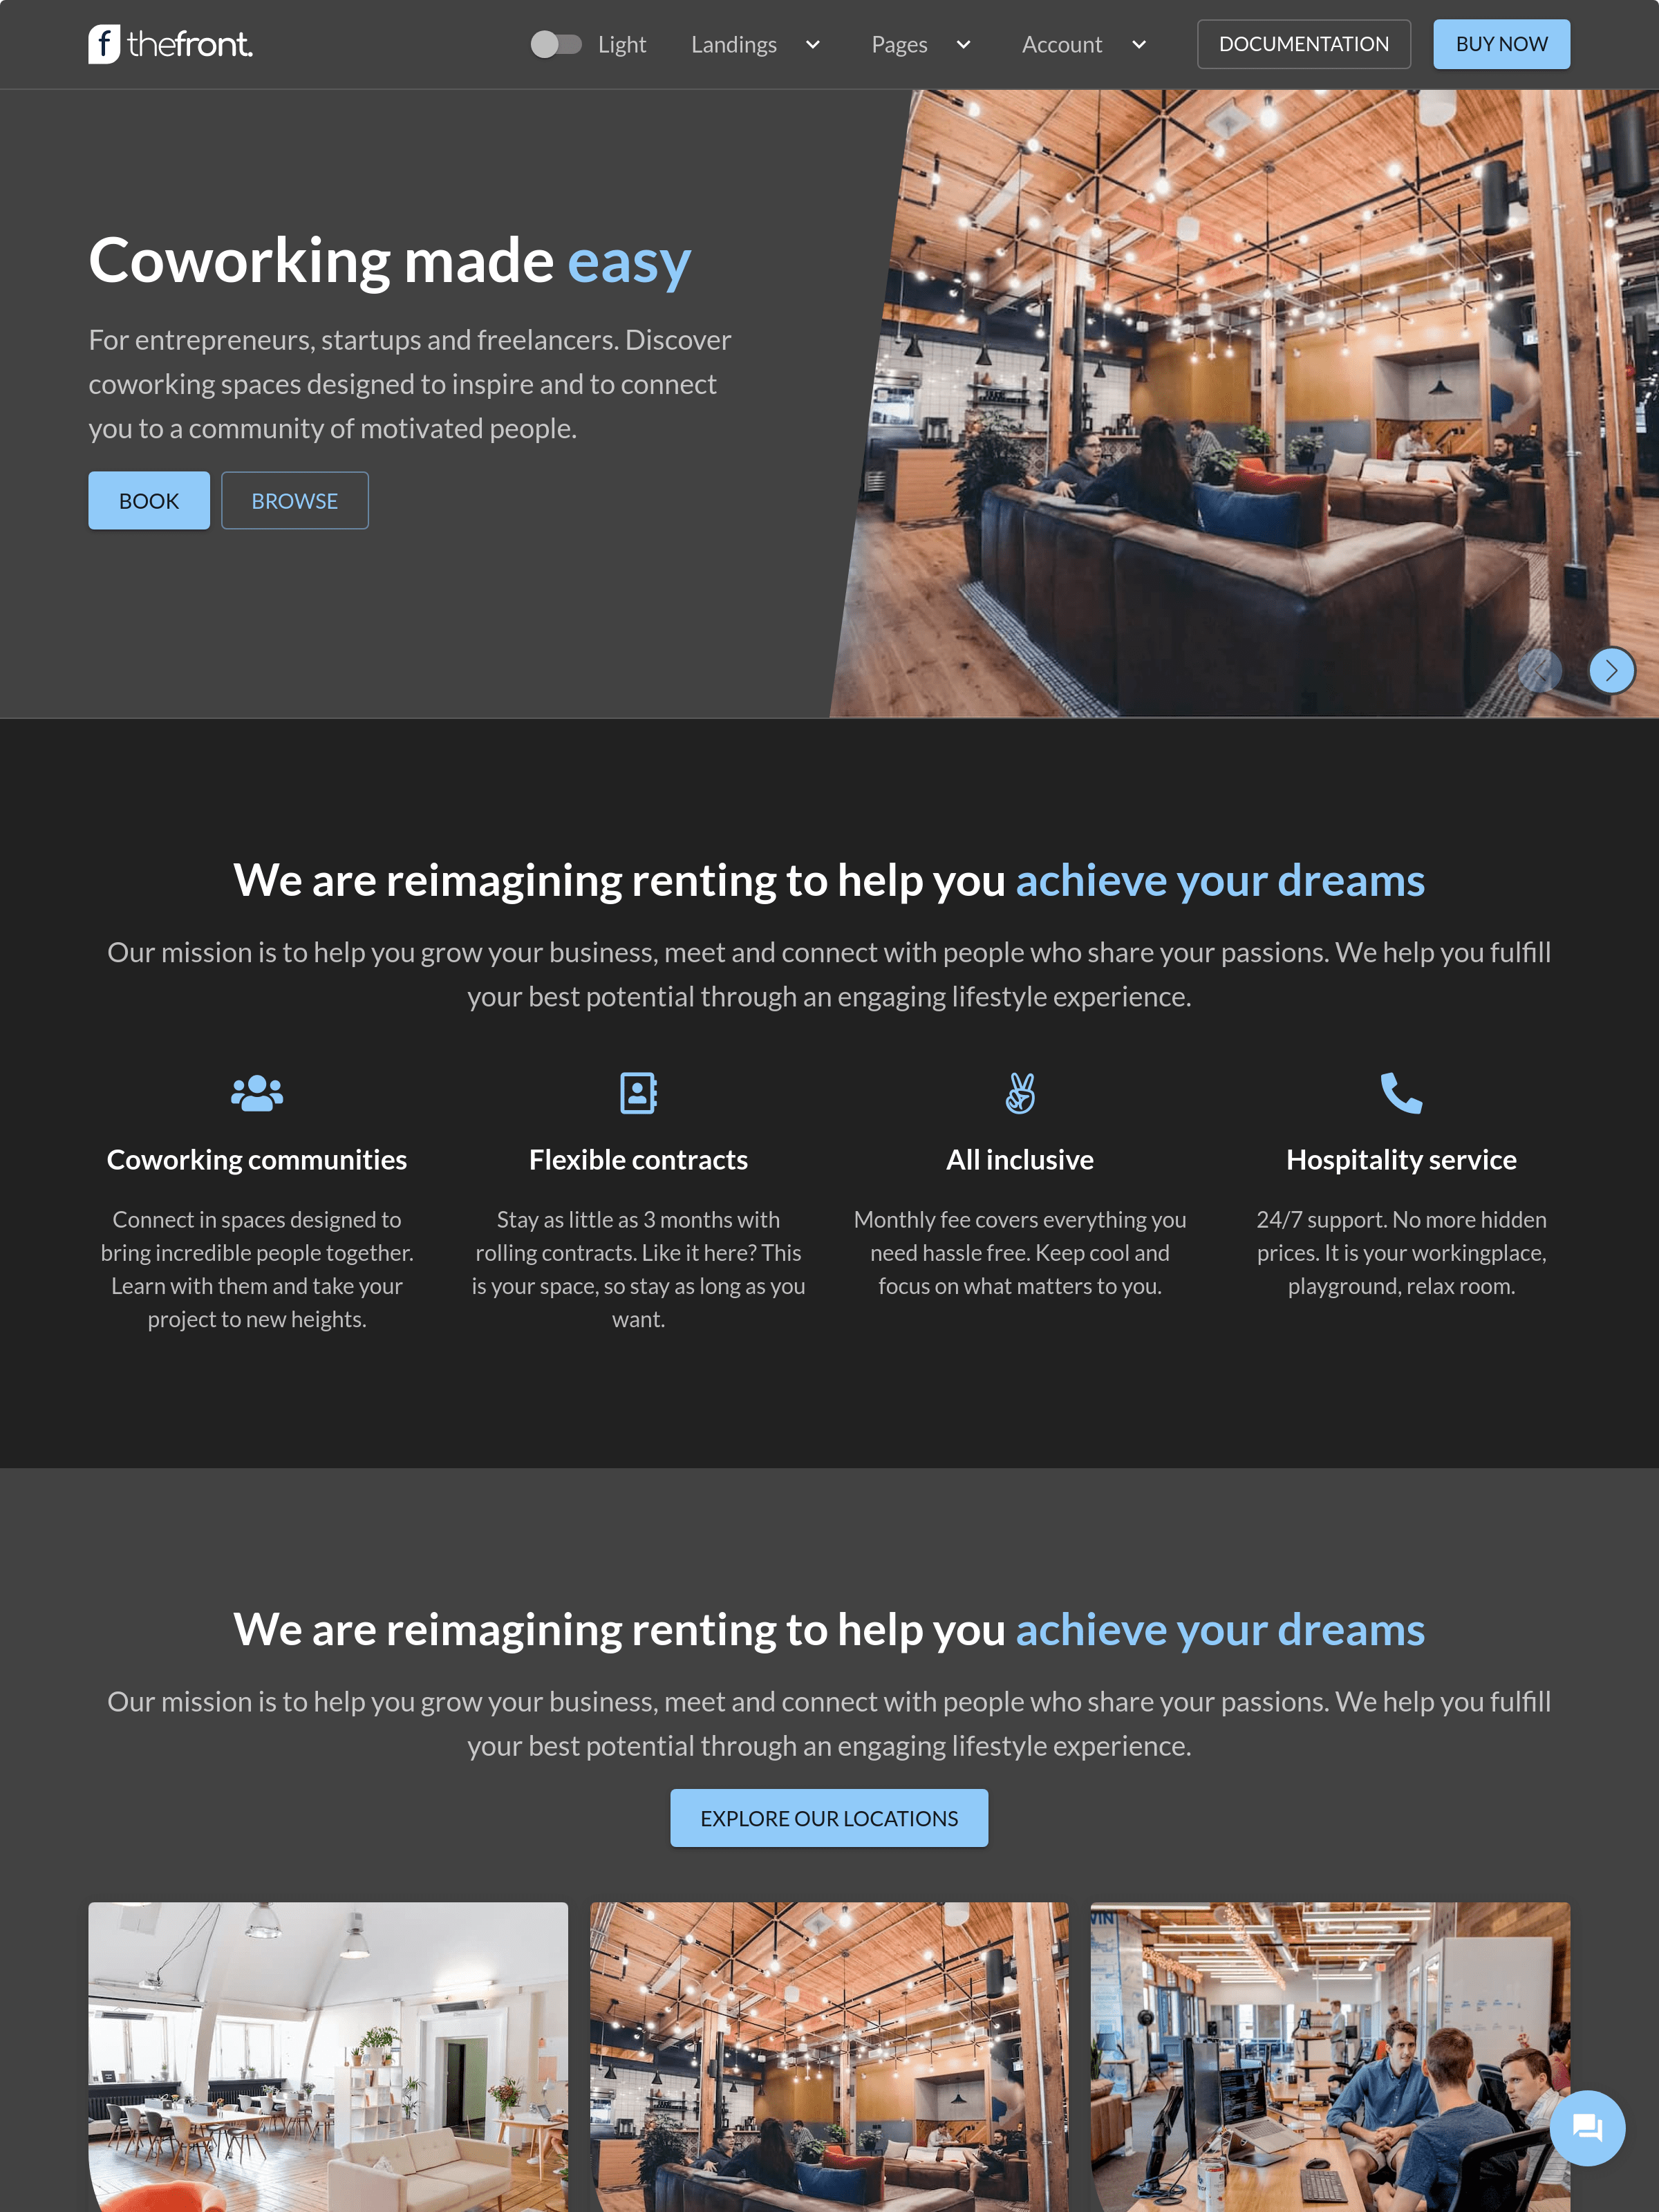 f thefront.
Light
Landings
Pages
Account
DOCUMENTATION
BUY NOW
Coworking made easy
For entrepreneurs, startups and freelancers. Discover
coworking spaces designed to inspire and to connect
you to a community of motivated people.
BOOK
BROWSE
We are reimagining renting to help you achieve your dreams
Our mission is to help you grow your business, meet and connect with people who share your passions. We help you fulfill
your best potential through an engaging lifestyle experience.
Coworking communities
Connect in spaces designed to
bring incredible people together.
Learn with them and take your
project to new heights.
Flexible contracts
Stay as little as 3 months with
rolling contracts. Like it here? This
is your space, so stay as long as you
want.
All inclusive
Monthly fee covers everything you
need hassle free. Keep cool and
focus on what matters to you.
Hospitality service
24/7 support. No more hidden
prices. It is your workingplace,
playground, relax room.
We are reimagining renting to help you achieve your dreams
Our mission is to help you grow your business, meet and connect with people who share your passions. We help you fulfill
your best potential through an engaging lifestyle experience.
EXPLORE OUR LOCATIONS